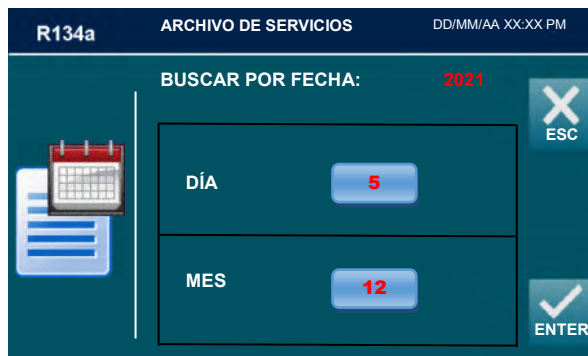 R134a
ARCHIVO DE SERVICIOS
DD/MM/AA XX:XX PM
BUSCAR POR FECHA: 2021
ESC
DÍA 5
MES 12
ENTER